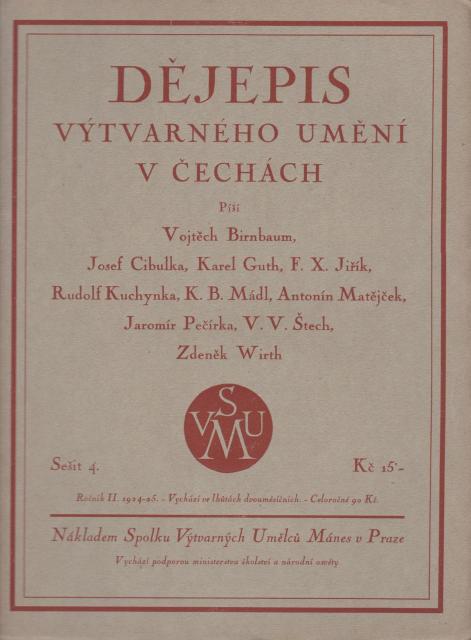 DĚJEPIS
VÝTVARNÉHO UMĚNÍ
V ČECHÁCH
Píší
Vojtěch Birnbaum,
Josef Cibulka, Karel Guth, F. X. Jiřík,
Rudolf Kuchynka, K. B. Mádl, Antonín Matějček,
Jaromír Pečírka, V. V. Štech,
Zdeněk Wirth
SVUM
Sešit 4.
Kč 15·-
Ročník II. 1924-25. - Vychází ve lhůtách dvouměsíčních. - Celoročně 90 Kč.
Nákladem Spolku Výtvarných Umělců Mánes v Praze
Vychází podporou ministerstva školství a národní osvěty